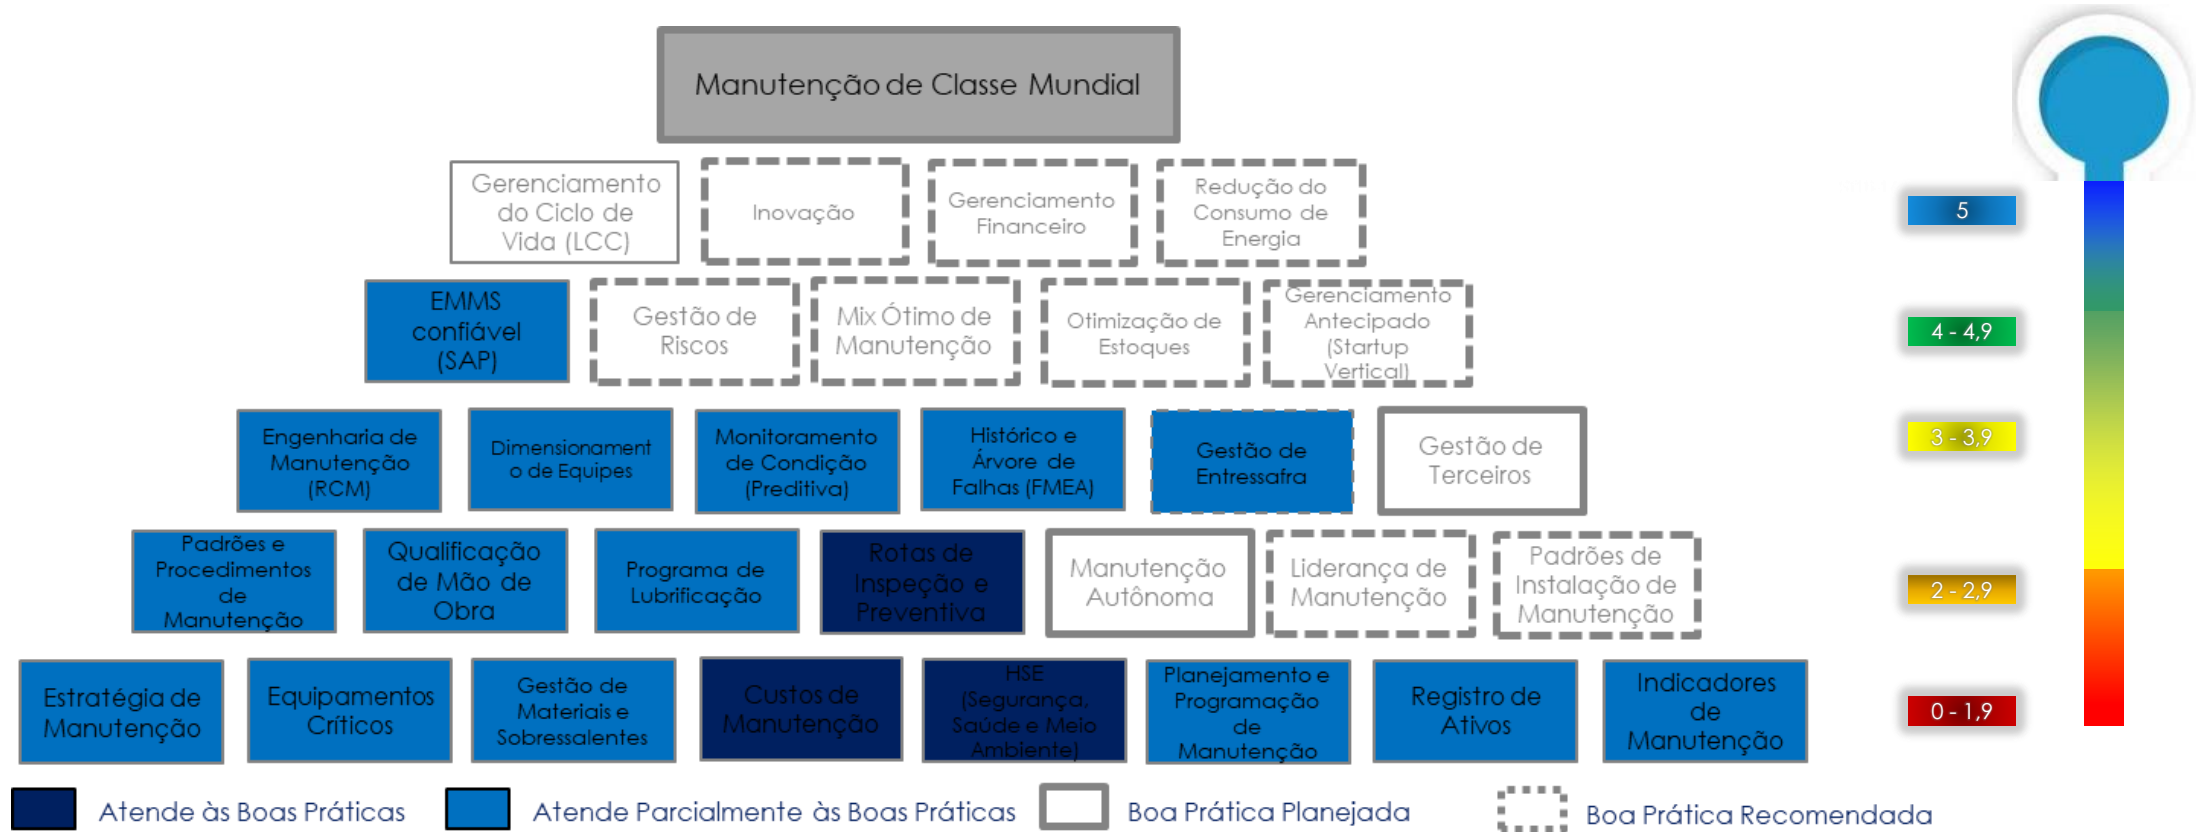 Manutenção de Classe Mundial
Gerenciamento
do Ciclo de
Vida (LCC)
Inovação
Gerenciamento
Financeiro
Redução do
Consumo de
Energia
5
EMMS
confiável
(SAP)
Gestão de
Riscos
Mix Ótimo de
Manutenção
Otimização de
Estoques
Gerenciamento
Antecipado
(Startup
Vertical)
4 - 4,9
Engenharia de
Manutenção
(RCM)
Dimensionament
o de Equipes
Monitoramento
de Condição
(Preditiva)
Histórico e
Árvore de
Falhas (FMEA)
Gestão de
Entressafra
Gestão de
Terceiros
3 - 3,9
Padrões e
Procedimentos
de
Manutenção
Qualificação
de Mão de
Obra
Programa de
Lubrificação
Rotas de
Inspeção e
Preventiva
Manutenção
Autônoma
Liderança de
Manutenção
Padrões de
Instalação de
Manutenção
2 - 2,9
Estratégia de
Manutenção
Equipamentos
Críticos
Gestão de
Materiais e
Sobressalentes
Custos de
Manutenção
HSE
(Segurança,
Saúde e Meio
Ambiente)
Planejamento e
Programação
de
Manutenção
Registro de
Ativos
Indicadores
de
Manutenção
0 - 1,9
Atende às Boas Práticas
Atende Parcialmente às Boas Práticas
Boa Prática Planejada
Boa Prática Recomendada